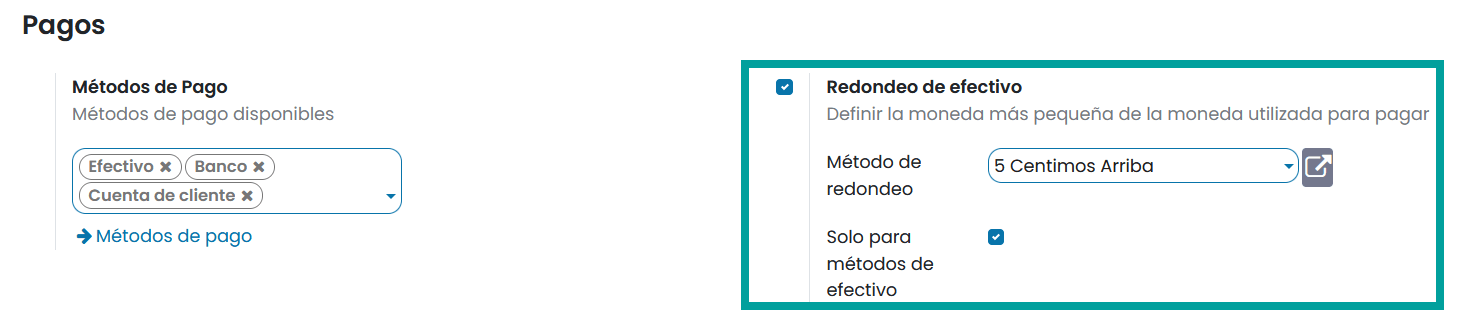 Pagos
Métodos de Pago
Métodos de pago disponibles
Efectivo ✖ Banco ✖
Cuenta de cliente ✖
Métodos de pago
Redondeo de efectivo
Definir la moneda más pequeña de la moneda utilizada para pagar
Método de
redondeo
5 Centimos Arriba
Solo para
métodos de
efectivo